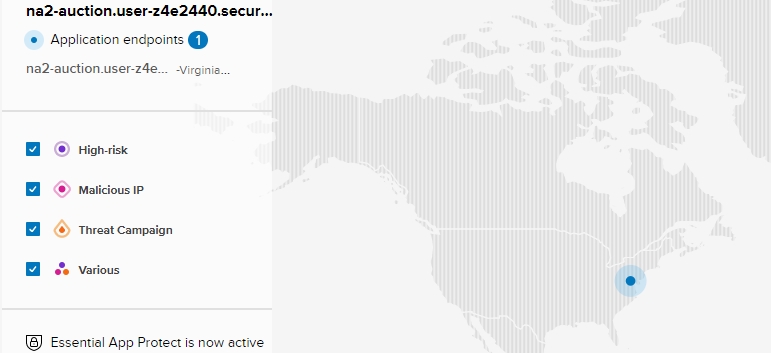 na2-auction.user-z4e2440.secur...
Application endpoints 1
na2-auction.user-z4e... -Virginia...
High-risk
Malicious IP
Threat Campaign
Various
Essential App Protect is now active